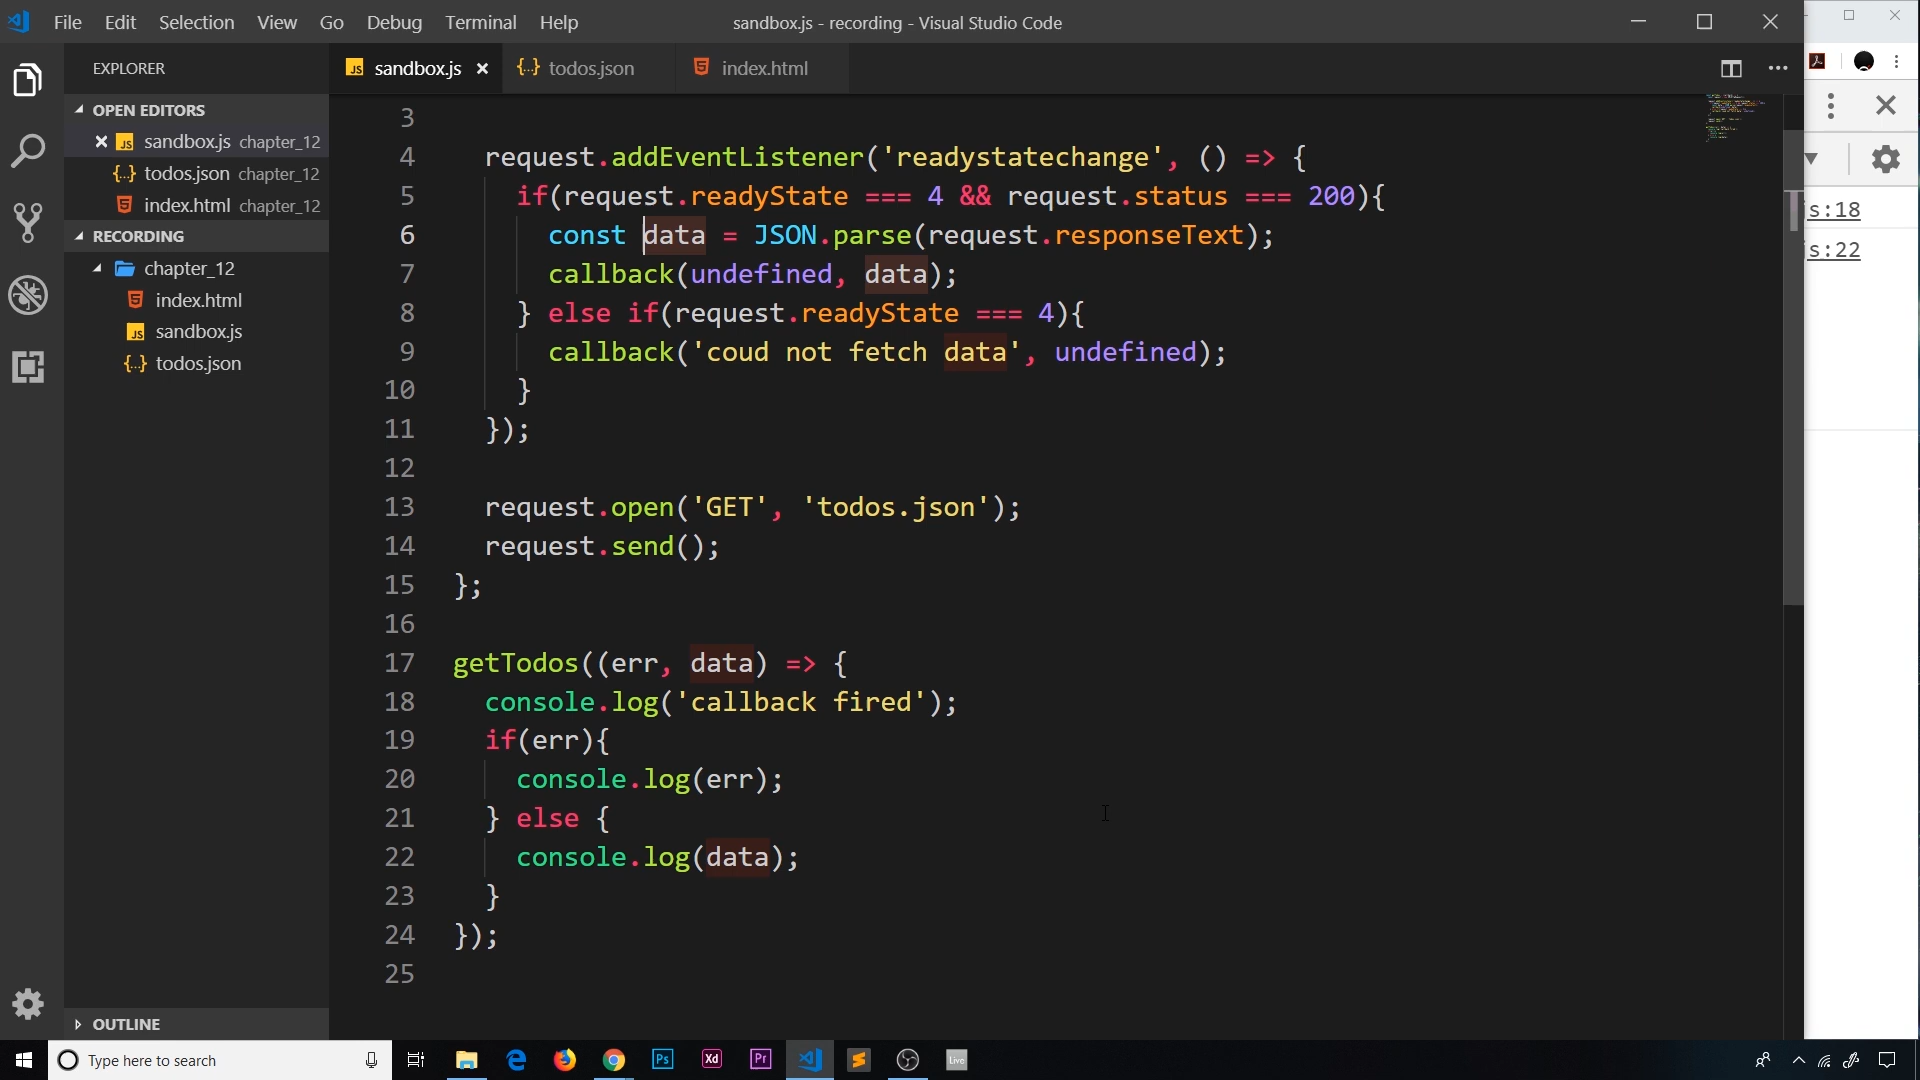 File Edit Selection View Go Debug Terminal Help
sandbox.js - recording - Visual Studio Code
EXPLORER
OPEN EDITORS
sandbox.js chapter_12
todos.json chapter_12
index.html chapter_12
RECORDING
chapter_12
index.html
sandbox.js
todos.json
OUTLINE
sandbox.js
todos.json
index.html
3
4 request.addEventListener('readystatechange', () => {
5 if(request.readyState === 4 && request.status === 200){
6 const data = JSON.parse(request.responseText);
7 callback(undefined, data);
8 } else if(request.readyState === 4){
9 callback('coud not fetch data', undefined);
10 }
11 });
12
13 request.open('GET', 'todos.json');
14 request.send();
15 };
16
17 getTodos((err, data) => {
18 console.log('callback fired');
19 if(err){
20 console.log(err);
21 } else {
22 console.log(data);
23 }
24 });
25
js:18
js:22
Type here to search
Ps
Xd
Pr
Live